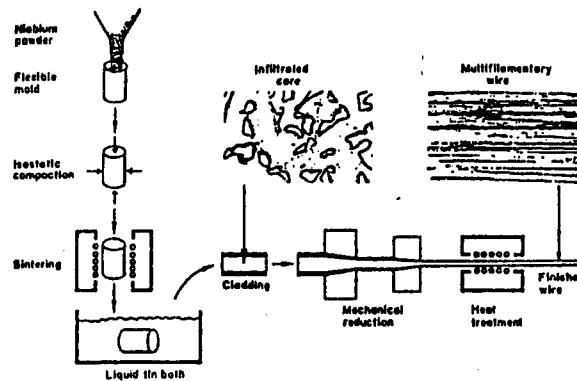 Niobium
powder
Flexible
mold
Isostatic
compaction
Sintering
Liquid tin bath
Infiltrated
core
Cladding
Multifilamentary
wire
Mechanical
reduction
Heat
treatment
Finished
wire